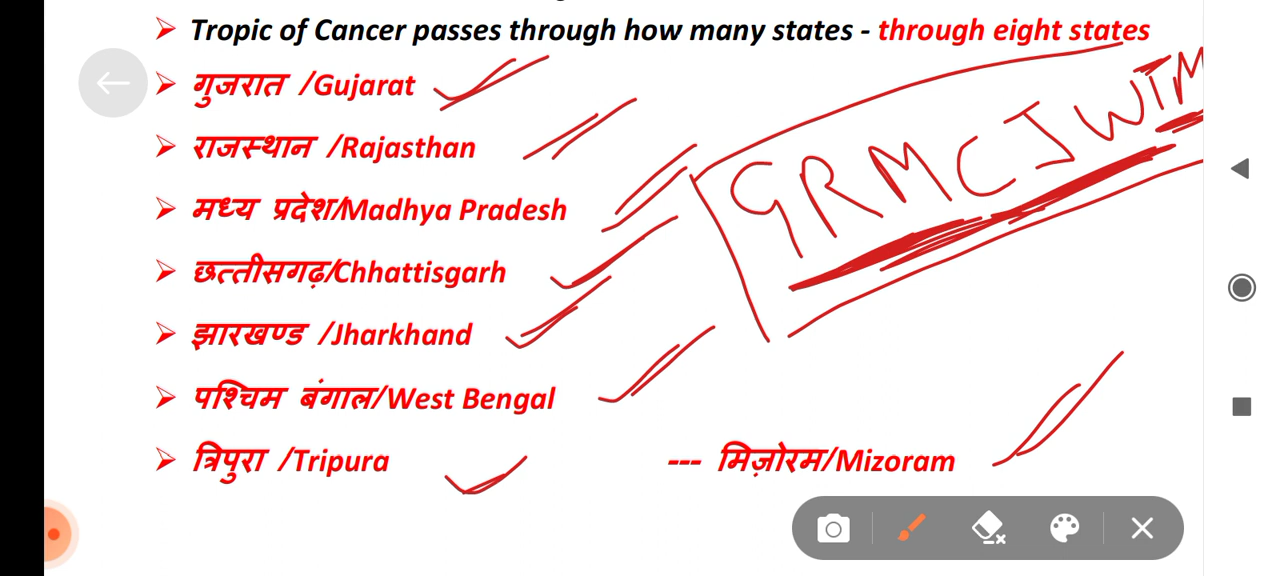 ➢ Tropic of Cancer passes through how many states - through eight states
➢ गुजरात /Gujarat
GRMCJWTM
➢ राजस्थान /Rajasthan
➢ मध्य प्रदेश/Madhya Pradesh
➢ छत्तीसगढ़/Chhattisgarh
➢ झारखण्ड /Jharkhand
➢ पश्चिम बंगाल/West Bengal
➢ त्रिपुरा /Tripura --- मिज़ोरम/Mizoram